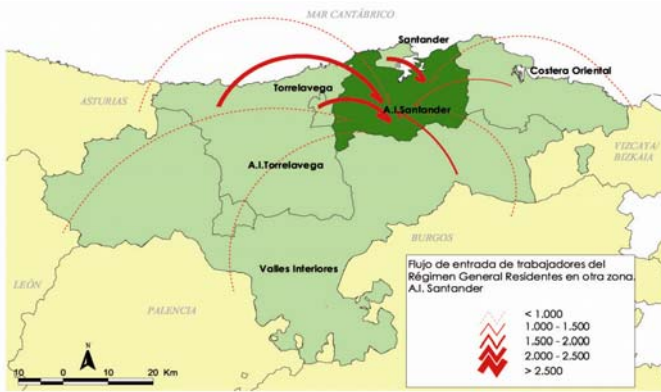 MAR CANTÁBRICO
Santander
Costera Oriental
Torrelavega
ASTURIAS
A.I.Santander
VIZCAYA/
BIZKAIA
A.I.Torrelavega
BURGOS
Valles Interiores
LEÓN
PALENCIA
Flujo de entrada de trabajadores del
Régimen General Residentes en otra zona.
A.I. Santander
< 1.000
1.000 - 1.500
1.500 - 2.000
2.000 - 2.500
> 2.500
N
10 0 10 20 Km